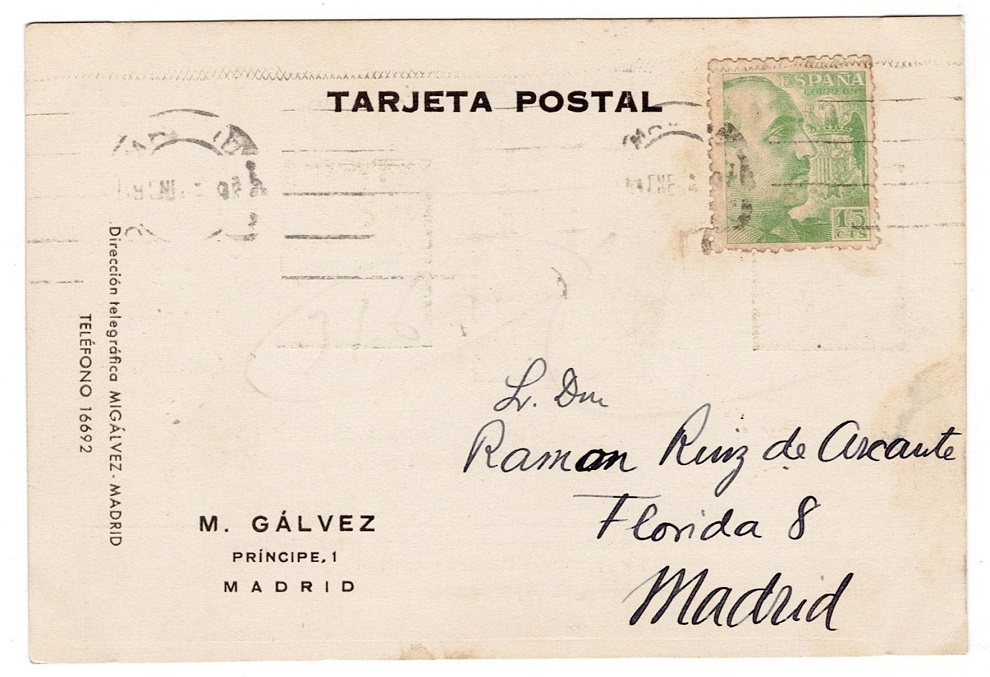 TARJETA POSTAL
ESPAÑA
CORREOS
15
CTS
ENE
Dirección telegráfica MIGÁLVEZ - MADRID
TELÉFONO 16692
M. GÁLVEZ
PRÍNCIPE, 1
MADRID
Ramon Ruiz de Arcaute
Florida 8
Madrid